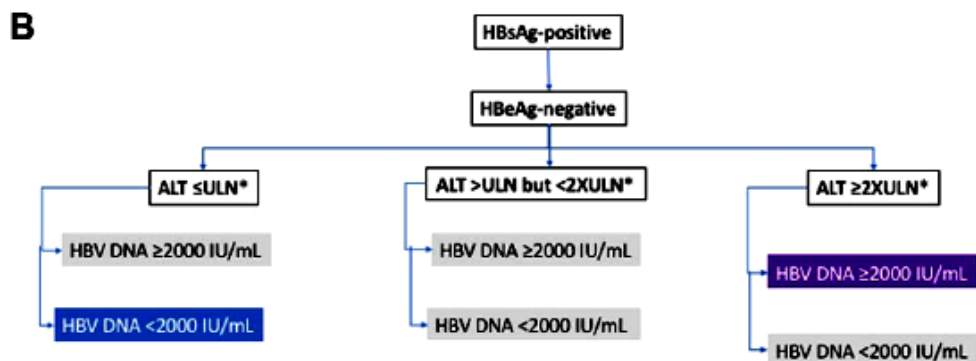 B
HBsAg-positive
HBeAg-negative
ALT ≤ULN*
ALT >ULN but <2XULN*
ALT ≥2XULN*
HBV DNA ≥2000 IU/mL
HBV DNA <2000 IU/mL
HBV DNA ≥2000 IU/mL
HBV DNA <2000 IU/mL
HBV DNA ≥2000 IU/mL
HBV DNA <2000 IU/mL